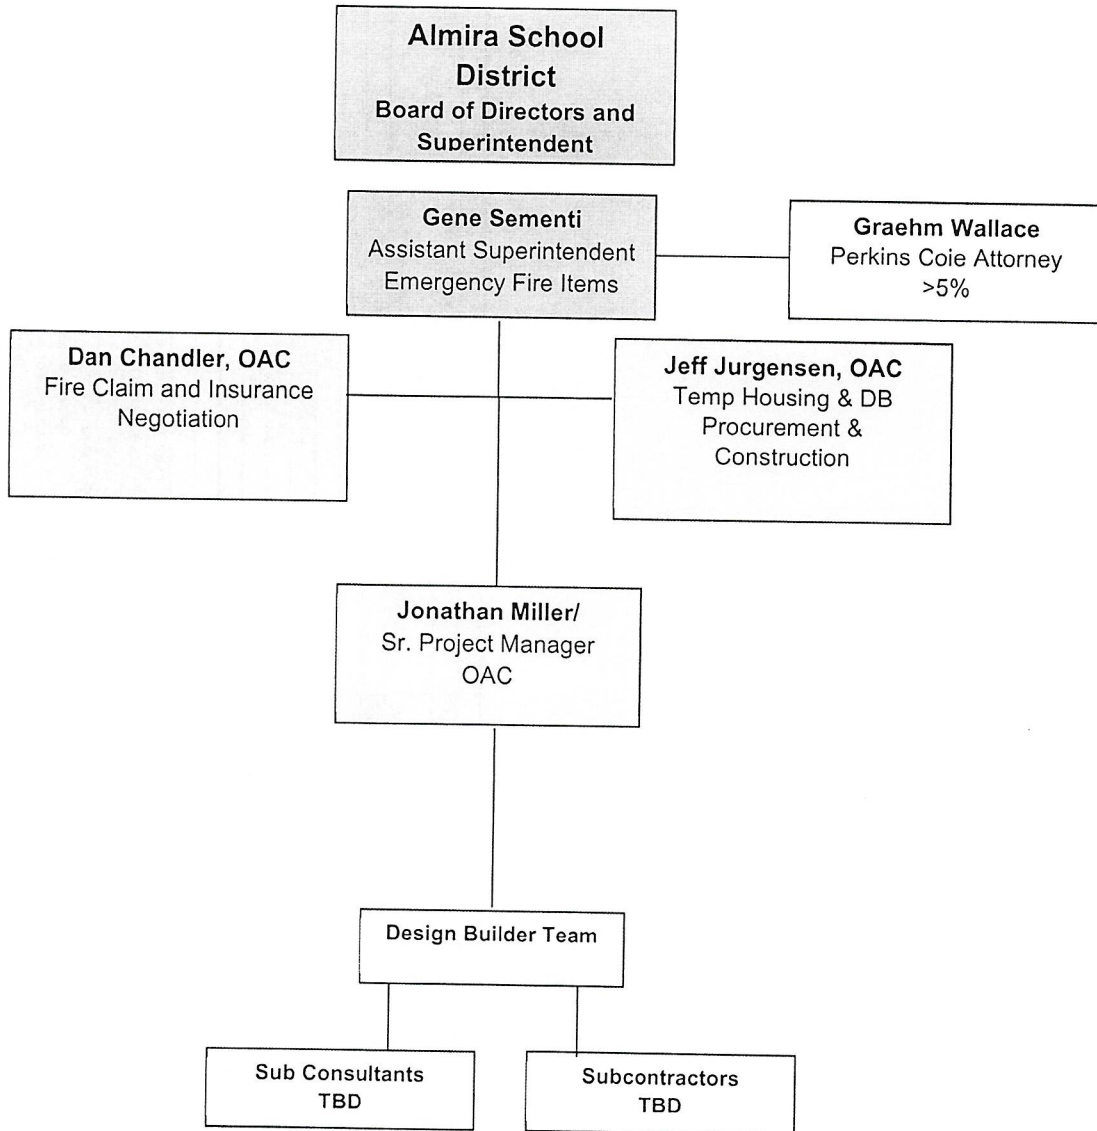 Almira School
District
Board of Directors and
Superintendent
Gene Sementi
Assistant Superintendent
Emergency Fire Items
Graehm Wallace
Perkins Coie Attorney
>5%
Dan Chandler, OAC
Fire Claim and Insurance
Negotiation
Jeff Jurgensen, OAC
Temp Housing & DB
Procurement &
Construction
Jonathan Miller/
Sr. Project Manager
OAC
Design Builder Team
Sub Consultants
TBD
Subcontractors
TBD